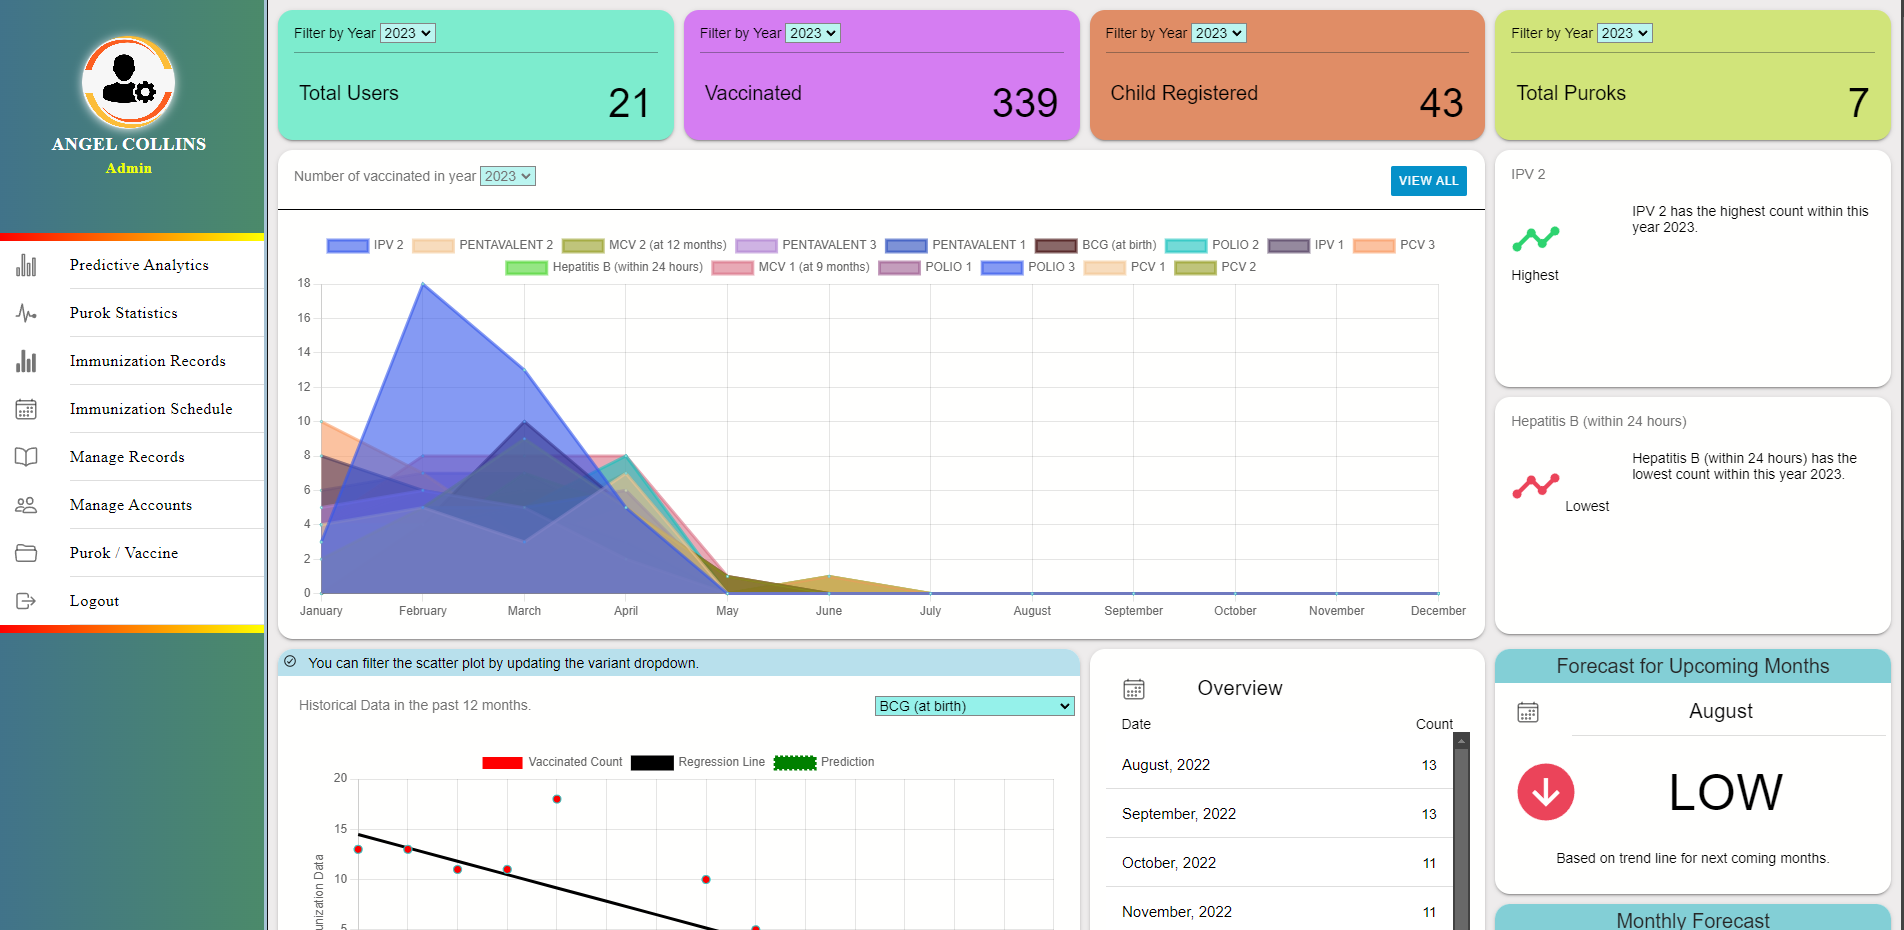 ANGEL COLLINS
Admin
Predictive Analytics
Purok Statistics
Immunization Records
Immunization Schedule
Manage Records
Manage Accounts
Purok / Vaccine
Logout
Filter by Year 2023
Total Users
21
Filter by Year 2023
Vaccinated
339
Filter by Year 2023
Child Registered
43
Filter by Year 2023
Total Puroks
7
Number of vaccinated in year 2023
VIEW ALL
IPV 2 PENTAVALENT 2 MCV 2 (at 12 months) PENTAVALENT 3 PENTAVALENT 1 BCG (at birth) POLIO 2 IPV 1 PCV 3
Hepatitis B (within 24 hours) MCV 1 (at 9 months) POLIO 1 POLIO 3 PCV 1 PCV 2
18
16
14
12
10
8
6
4
2
0
January February March April May June July August September October November December
IPV 2
IPV 2 has the highest count within this
year 2023.
Highest
Hepatitis B (within 24 hours)
Hepatitis B (within 24 hours) has the
lowest count within this year 2023.
Lowest
You can filter the scatter plot by updating the variant dropdown.
Historical Data in the past 12 months.
BCG (at birth)
Vaccinated Count Regression Line Prediction
20
15
10
5
Data
Overview
Date Count
August, 2022 13
September, 2022 13
October, 2022 11
November, 2022 11
Forecast for Upcoming Months
August
LOW
Based on trend line for next coming months.
Monthly Forecast